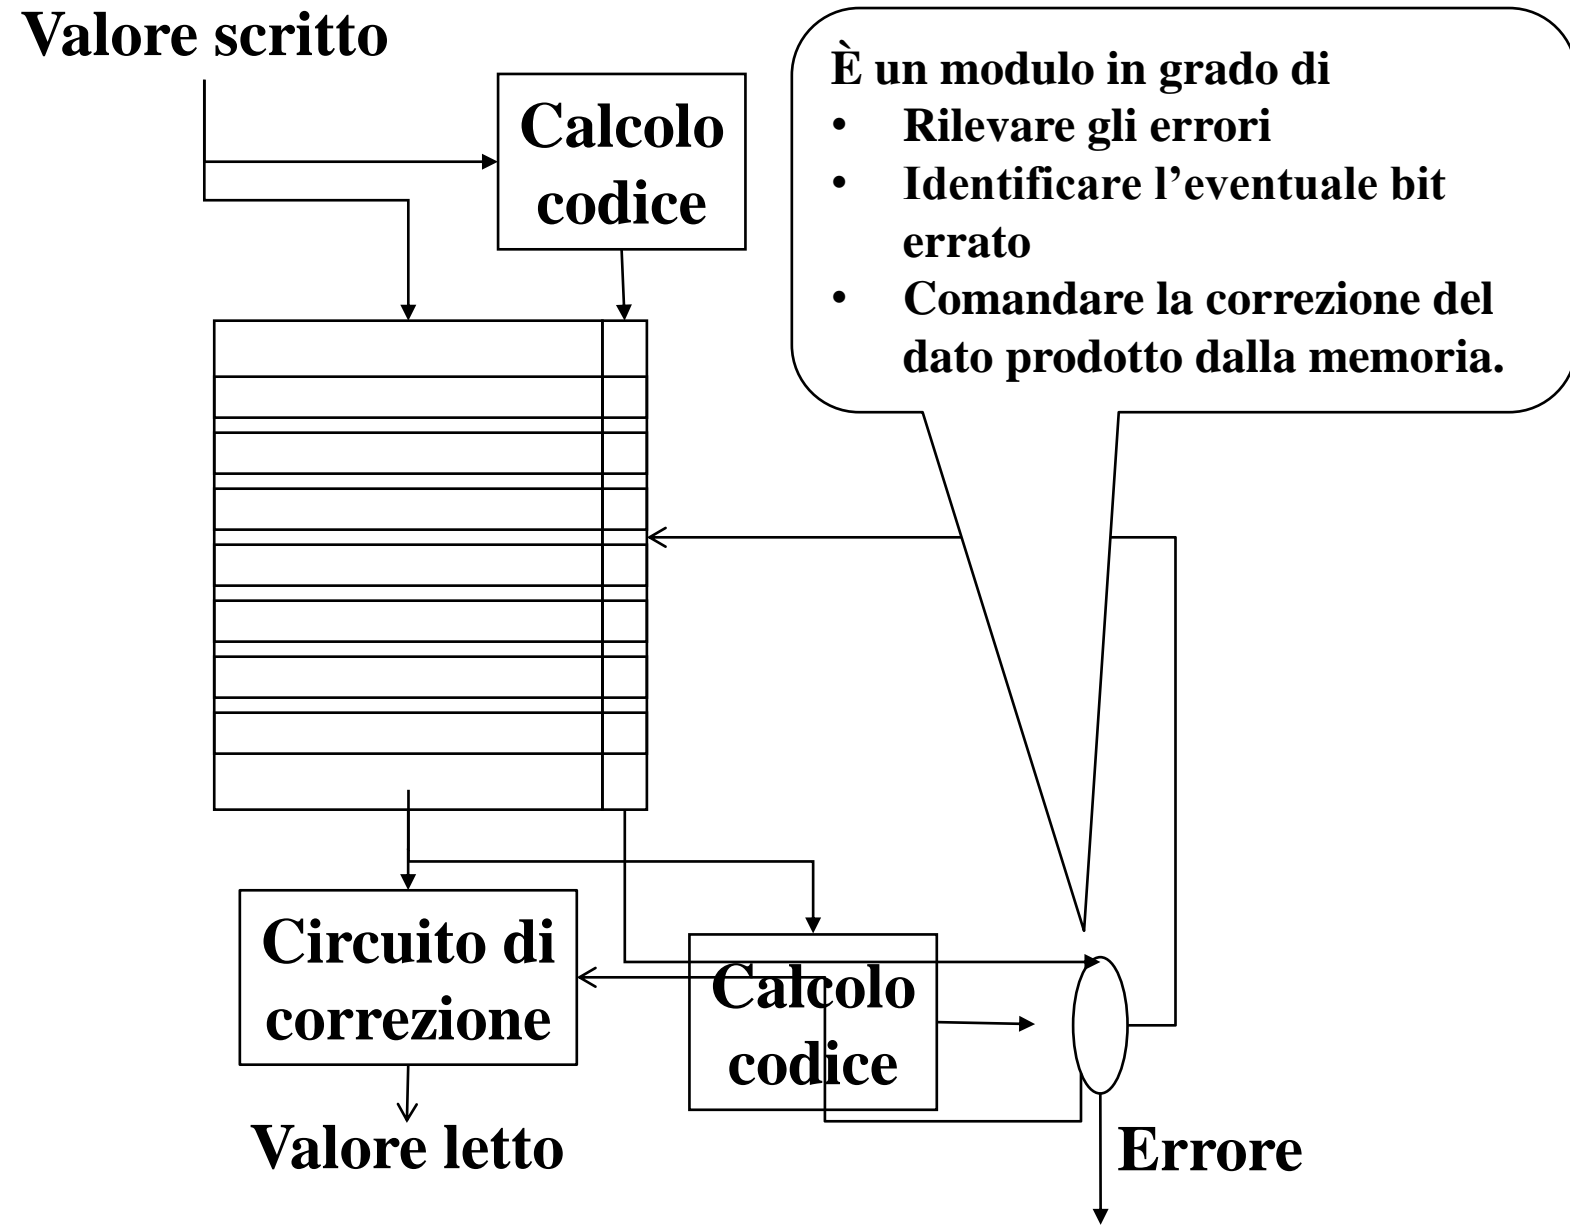 Valore scritto
Calcolo
codice
È un modulo in grado di
• Rilevare gli errori
• Identificare l’eventuale bit
errato
• Comandare la correzione del
dato prodotto dalla memoria.
Circuito di
correzione
Calcolo
codice
Valore letto
Errore